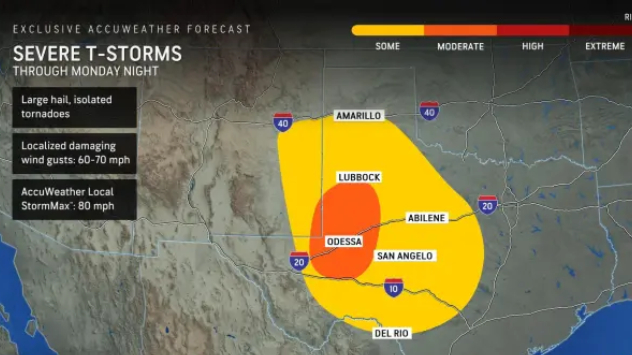 EXCLUSIVE ACCUWEATHER FORECAST
SEVERE T-STORMS
THROUGH MONDAY NIGHT
Large hail, isolated
tornadoes
Localized damaging
wind gusts: 60-70 mph
AccuWeather Local
StormMax™: 80 mph
RI
SOME
MODERATE
HIGH
EXTREME
40
AMARILLO
40
LUBBOCK
20
ABILENE
ODESSA
20
SAN ANGELO
10
DEL RIO